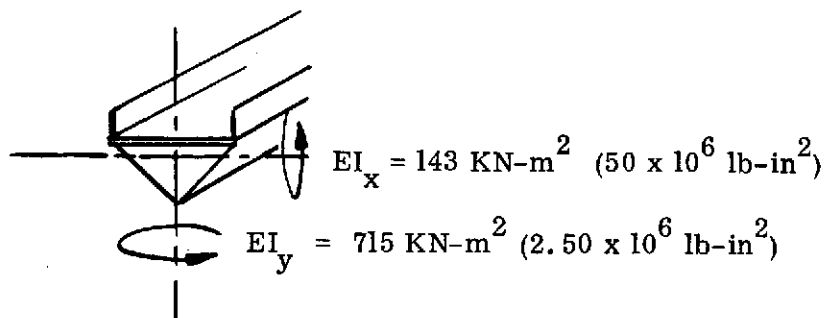 EI_x = 143 KN-m^2 (50 x 10^6 lb-in^2)
EI_y = 715 KN-m^2 (2.50 x 10^6 lb-in^2)